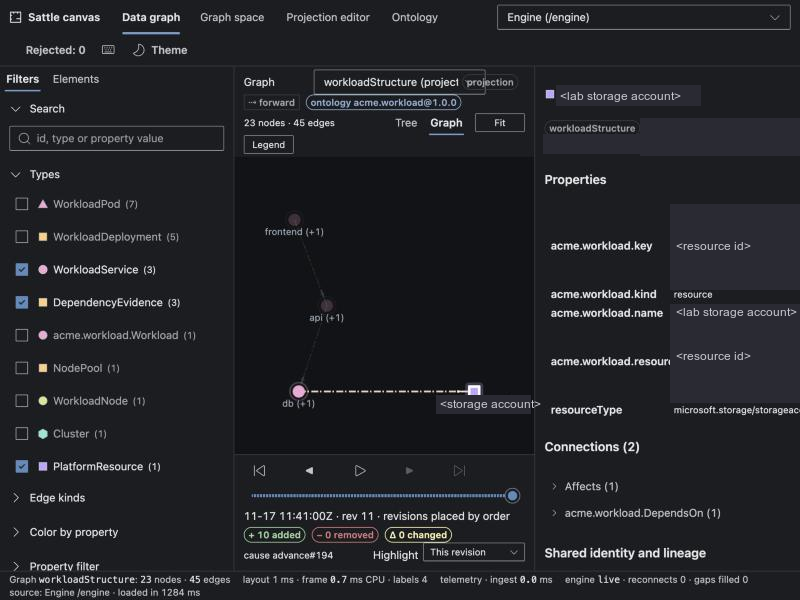 Sattle canvas
Data graph
Graph space
Projection editor
Ontology
Engine (/engine)
Rejected: 0
Theme
Filters
Elements
Search
id, type or property value
Types
WorkloadPod (7)
WorkloadDeployment (5)
WorkloadService (3)
DependencyEvidence (3)
acme.workload.Workload (1)
NodePool (1)
WorkloadNode (1)
Cluster (1)
PlatformResource (1)
Edge kinds
Color by property
Property filter
Graph
workloadStructure (project
projection
⇢ forward
ontology acme.workload@1.0.0
23 nodes · 45 edges
Tree
Graph
Fit
Legend
frontend (+1)
api (+1)
db (+1)
<storage account>
11-17 11:41:00Z · rev 11 · revisions placed by order
+ 10 added
− 0 removed
Δ 0 changed
cause advance#194
Highlight
This revision
<lab storage account>
workloadStructure
Properties
acme.workload.key
<resource id>
acme.workload.kind
resource
acme.workload.name
<lab storage account>
acme.workload.resour
<resource id>
resourceType
microsoft.storage/storageac
Connections (2)
Affects (1)
acme.workload.DependsOn (1)
Shared identity and lineage
Graph workloadStructure: 23 nodes · 45 edges
layout 1 ms · frame 0.7 ms CPU · labels 4
telemetry · ingest 0.0 ms
engine live · reconnects 0 · gaps filled 0
source: Engine /engine · loaded in 1284 ms